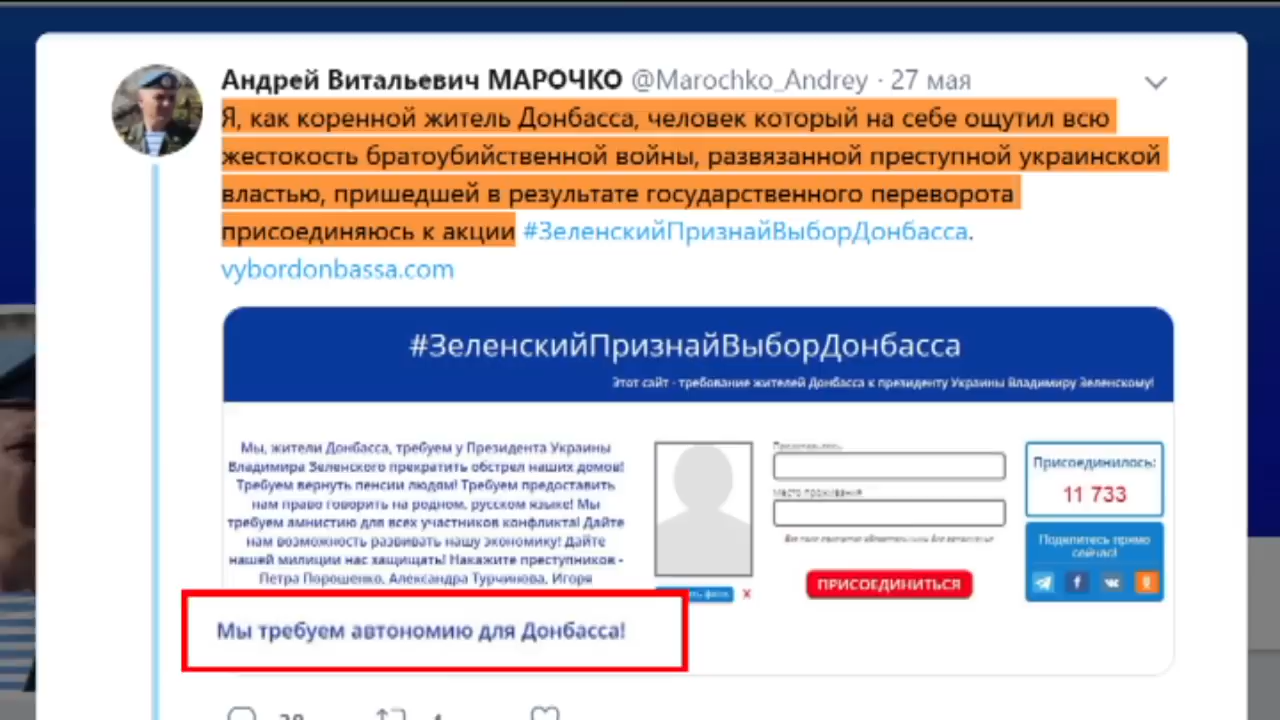 Андрей Витальевич МАРОЧКО @Marochko_Andrey · 27 мая
Я, как коренной житель Донбасса, человек который на себе ощутил всю
жестокость братоубийственной войны, развязанной преступной украинской
властью, пришедшей в результате государственного переворота
присоединяюсь к акции #ЗеленскийПризнайВыборДонбасса.
vybordonbassa.com
#ЗеленскийПризнайВыборДонбасса
Этот сайт - требование жителей Донбасса к президенту Украины Владимиру Зеленскому!
Мы, жители Донбасса, требуем у Президента Украины
Владимира Зеленского прекратить обстрел наших домов!
Требуем вернуть пенсии людям! Требуем предоставить
нам право говорить на родном, русском языке! Мы
требуем амнистию для всех участников конфликта! Дайте
нам возможность развивать нашу экономику! Дайте
нашей милиции нас защищать! Накажите преступников -
Петра Порошенко, Александра Турчинова, Игоря
Мы требуем автономию для Донбасса!
Место проживания
фото x
ПРИСОЕДИНИТЬСЯ
Присоединилось:
11 733
Поделитесь прямо
сейчас!